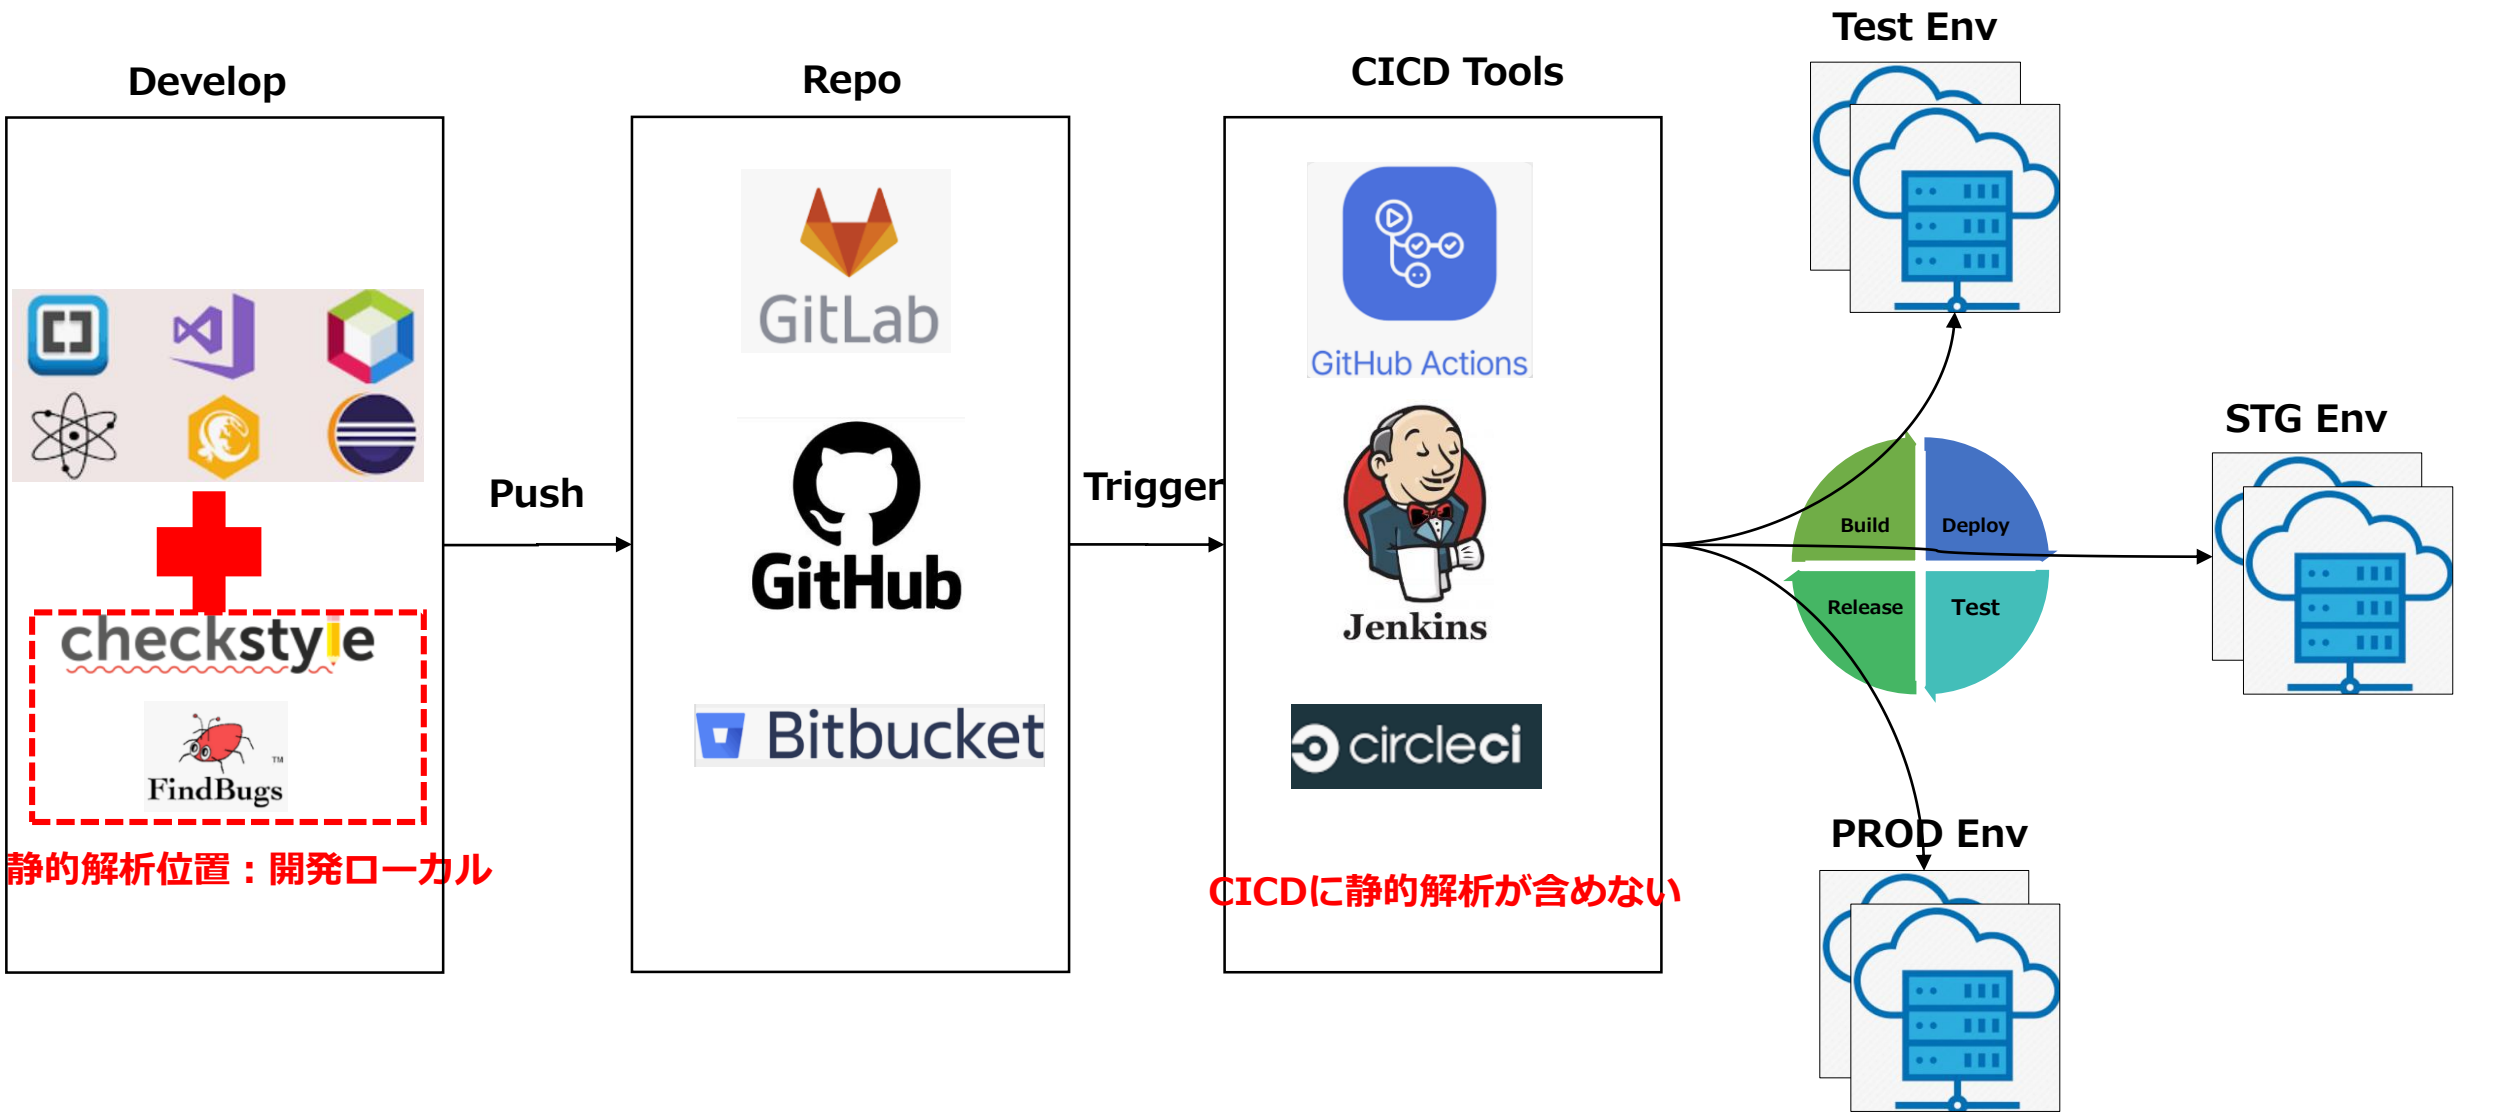 Develop
checkstyle
FindBugs
TM
静的解析位置：開発ローカル
Push
Repo
GitLab
GitHub
Bitbucket
Trigger
CICD Tools
GitHub Actions
Jenkins
circleci
CICDに静的解析が含めない
Test Env
Build
Deploy
Release
Test
STG Env
PROD Env